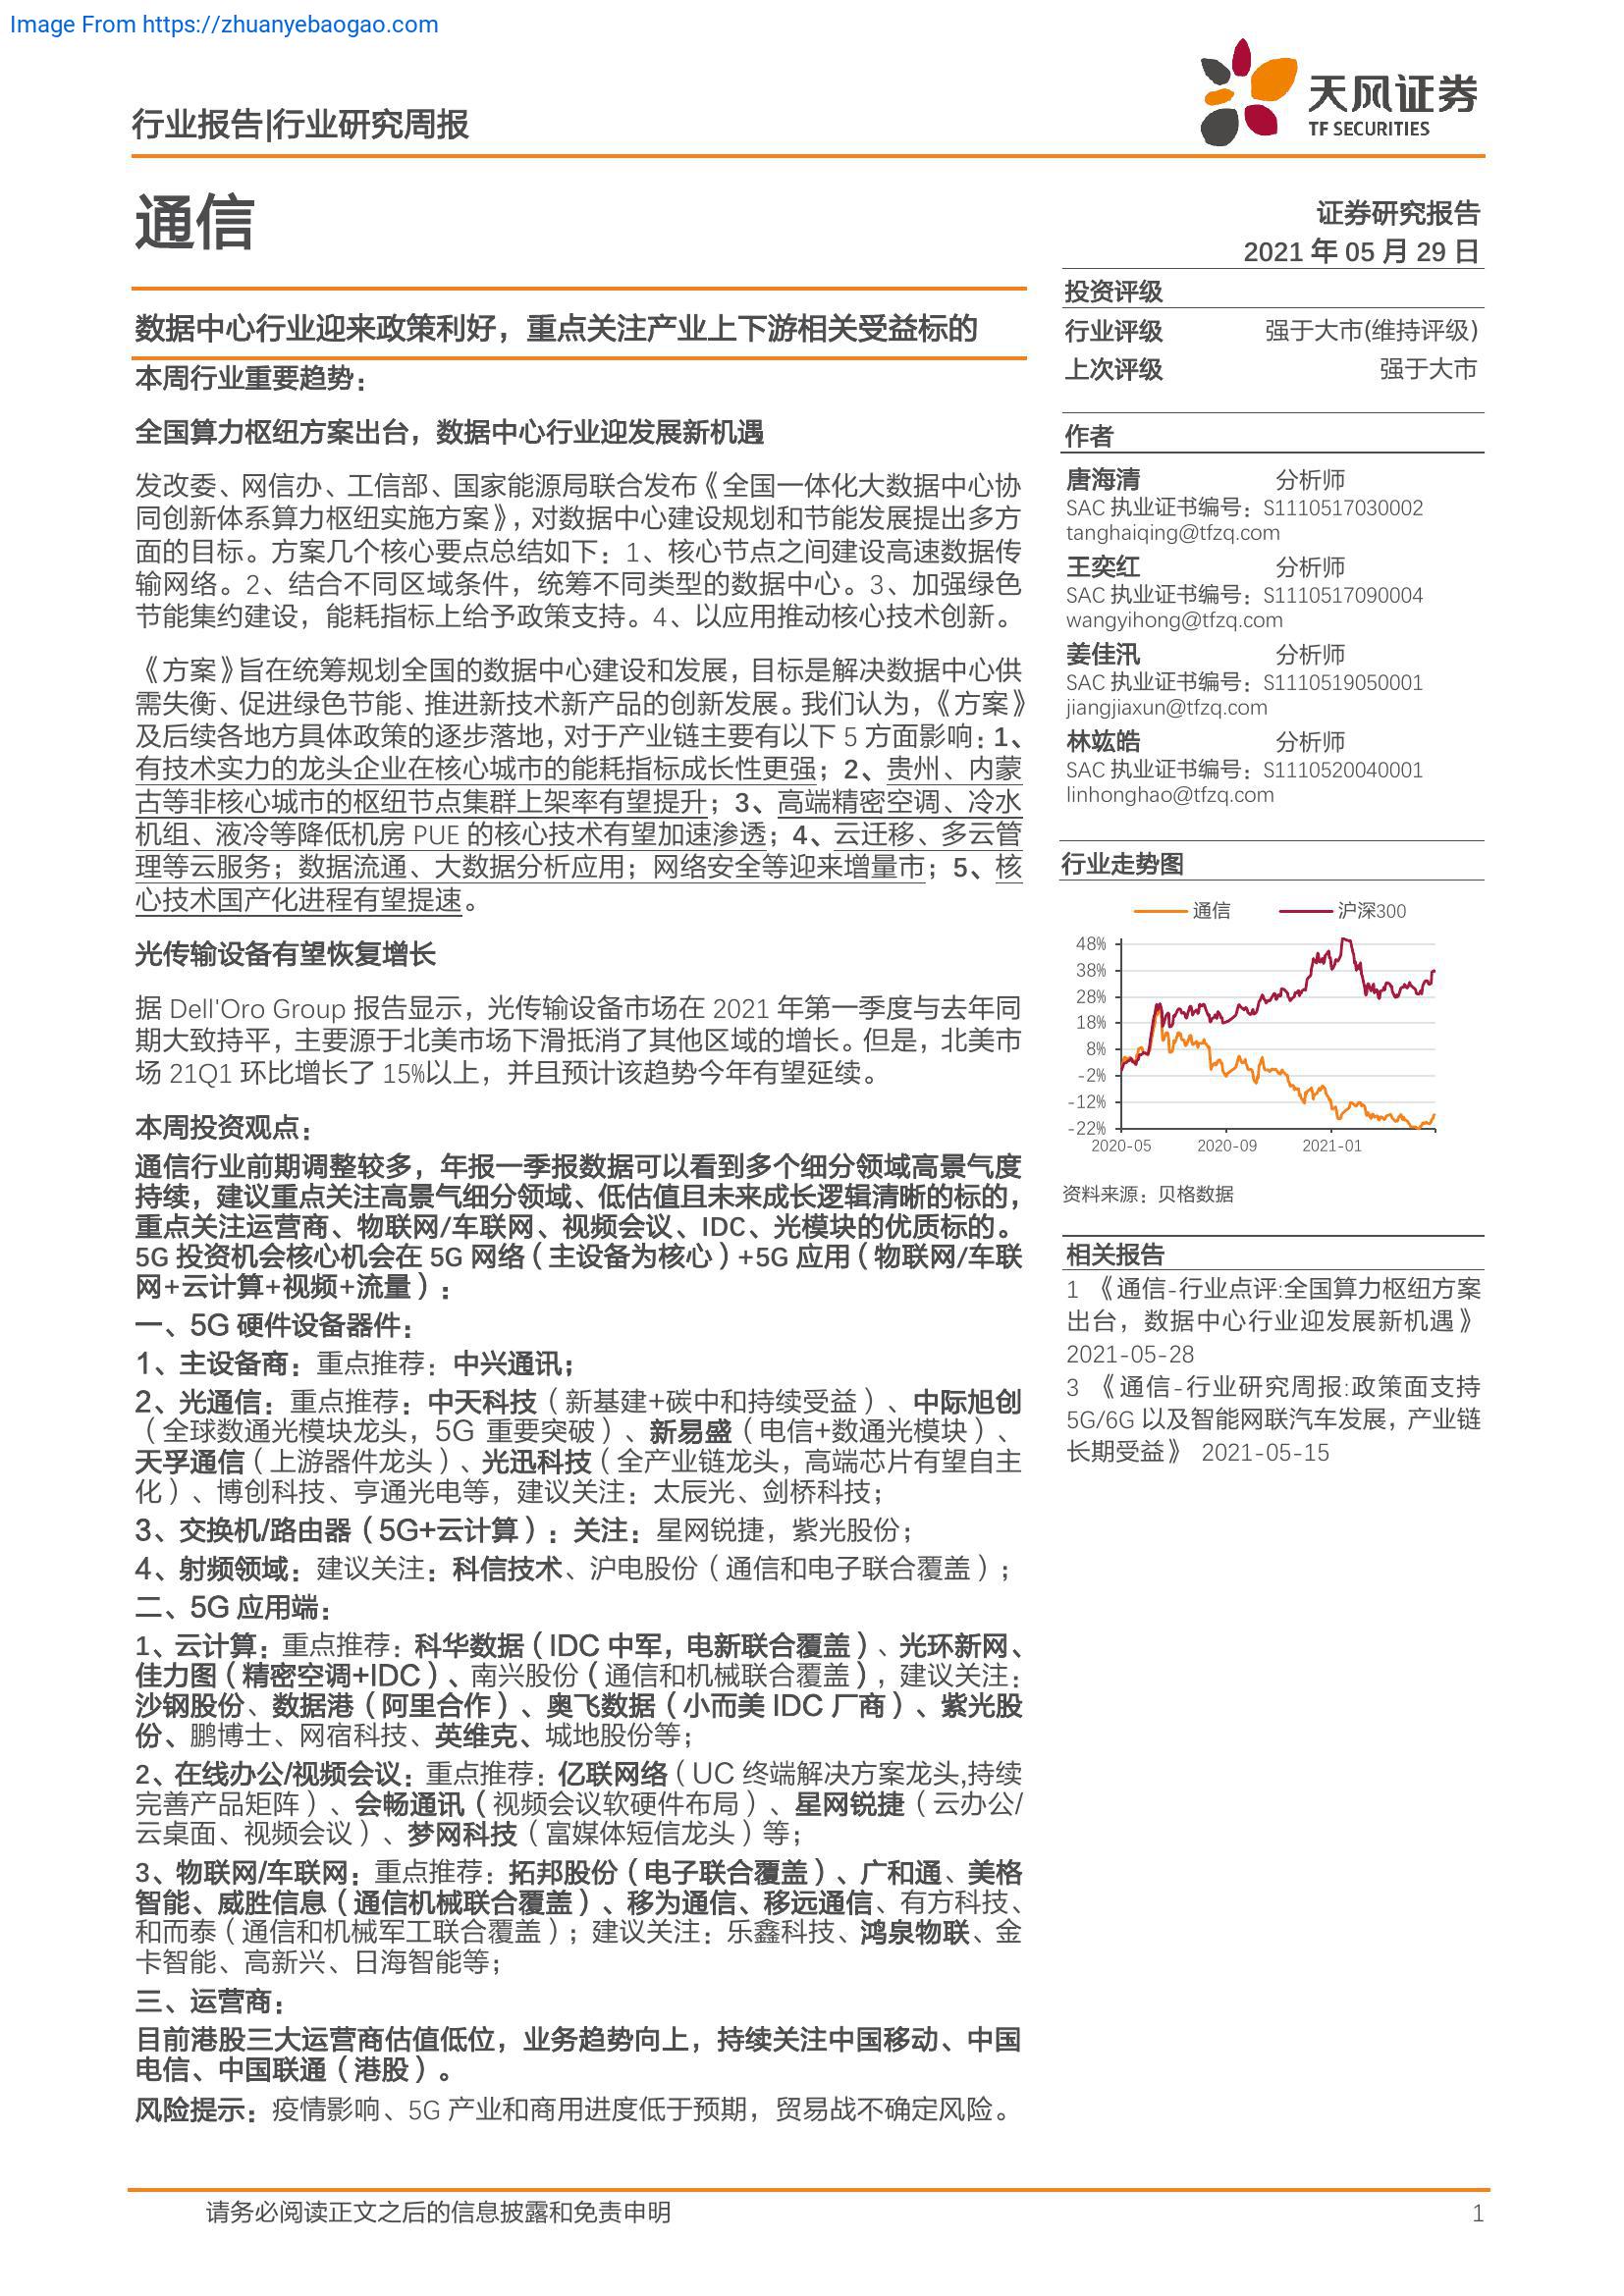 Image From https://zhuanyebaogao.com
行业报告|行业研究周报
天风证券
TF SECURITIES
通信
证券研究报告
2021 年 05 月 29 日
数据中心行业迎来政策利好，重点关注产业上下游相关受益标的
本周行业重要趋势：
全国算力枢纽方案出台，数据中心行业迎发展新机遇
发改委、网信办、工信部、国家能源局联合发布《全国一体化大数据中心协
同创新体系算力枢纽实施方案》，对数据中心建设规划和节能发展提出多方
面的目标。方案几个核心要点总结如下：1、核心节点之间建设高速数据传
输网络。2、结合不同区域条件，统筹不同类型的数据中心。3、加强绿色
节能集约建设，能耗指标上给予政策支持。4、以应用推动核心技术创新。
《方案》旨在统筹规划全国的数据中心建设和发展，目标是解决数据中心供
需失衡、促进绿色节能、推进新技术新产品的创新发展。我们认为，《方案》
及后续各地方具体政策的逐步落地，对于产业链主要有以下 5 方面影响：1、
有技术实力的龙头企业在核心城市的能耗指标成长性更强；2、贵州、内蒙
古等非核心城市的枢纽节点集群上架率有望提升；3、高端精密空调、冷水
机组、液冷等降低机房 PUE 的核心技术有望加速渗透；4、云迁移、多云管
理等云服务；数据流通、大数据分析应用；网络安全等迎来增量市；5、核
心技术国产化进程有望提速。
光传输设备有望恢复增长
据 Dell'Oro Group 报告显示，光传输设备市场在 2021 年第一季度与去年同
期大致持平，主要源于北美市场下滑抵消了其他区域的增长。但是，北美市
场 21Q1 环比增长了 15%以上，并且预计该趋势今年有望延续。
本周投资观点：
通信行业前期调整较多，年报一季报数据可以看到多个细分领域高景气度
持续，建议重点关注高景气细分领域、低估值且未来成长逻辑清晰的标的，
重点关注运营商、物联网/车联网、视频会议、IDC、光模块的优质标的。
5G 投资机会核心机会在 5G 网络（主设备为核心）+5G 应用（物联网/车联
网+云计算+视频+流量）：
一、5G 硬件设备器件：
1、主设备商：重点推荐：中兴通讯；
2、光通信：重点推荐：中天科技（新基建+碳中和持续受益）、中际旭创
（全球数通光模块龙头，5G 重要突破）、新易盛（电信+数通光模块）、
天孚通信（上游器件龙头）、光迅科技（全产业链龙头，高端芯片有望自主
化）、博创科技、亨通光电等，建议关注：太辰光、剑桥科技；
3、交换机/路由器（5G+云计算）：关注：星网锐捷，紫光股份；
4、射频领域：建议关注：科信技术、沪电股份（通信和电子联合覆盖）；
二、5G 应用端：
1、云计算：重点推荐：科华数据（IDC 中军，电新联合覆盖）、光环新网、
佳力图（精密空调+IDC）、南兴股份（通信和机械联合覆盖），建议关注：
沙钢股份、数据港（阿里合作）、奥飞数据（小而美 IDC 厂商）、紫光股
份、鹏博士、网宿科技、英维克、城地股份等；
2、在线办公/视频会议：重点推荐：亿联网络（UC 终端解决方案龙头,持续
完善产品矩阵）、会畅通讯（视频会议软硬件布局）、星网锐捷（云办公/
云桌面、视频会议）、梦网科技（富媒体短信龙头）等；
3、物联网/车联网：重点推荐：拓邦股份（电子联合覆盖）、广和通、美格
智能、威胜信息（通信机械联合覆盖）、移为通信、移远通信、有方科技、
和而泰（通信和机械军工联合覆盖）；建议关注：乐鑫科技、鸿泉物联、金
卡智能、高新兴、日海智能等；
三、运营商：
目前港股三大运营商估值低位，业务趋势向上，持续关注中国移动、中国
电信、中国联通（港股）。
风险提示：疫情影响、5G 产业和商用进度低于预期，贸易战不确定风险。
投资评级
行业评级 强于大市(维持评级)
上次评级 强于大市
作者
唐海清 分析师
SAC 执业证书编号：S1110517030002
tanghaiqing@tfzq.com
王奕红 分析师
SAC 执业证书编号：S1110517090004
wangyihong@tfzq.com
姜佳汛 分析师
SAC 执业证书编号：S1110519050001
jiangjiaxun@tfzq.com
林竑皓 分析师
SAC 执业证书编号：S1110520040001
linhonghao@tfzq.com
行业走势图
通信 沪深300
48%
38%
28%
18%
8%
-2%
-12%
-22%
2020-05 2020-09 2021-01
资料来源：贝格数据
相关报告
1 《通信-行业点评:全国算力枢纽方案
出台，数据中心行业迎发展新机遇》
2021-05-28
3 《通信-行业研究周报:政策面支持
5G/6G 以及智能网联汽车发展，产业链
长期受益》 2021-05-15
请务必阅读正文之后的信息披露和免责申明 1